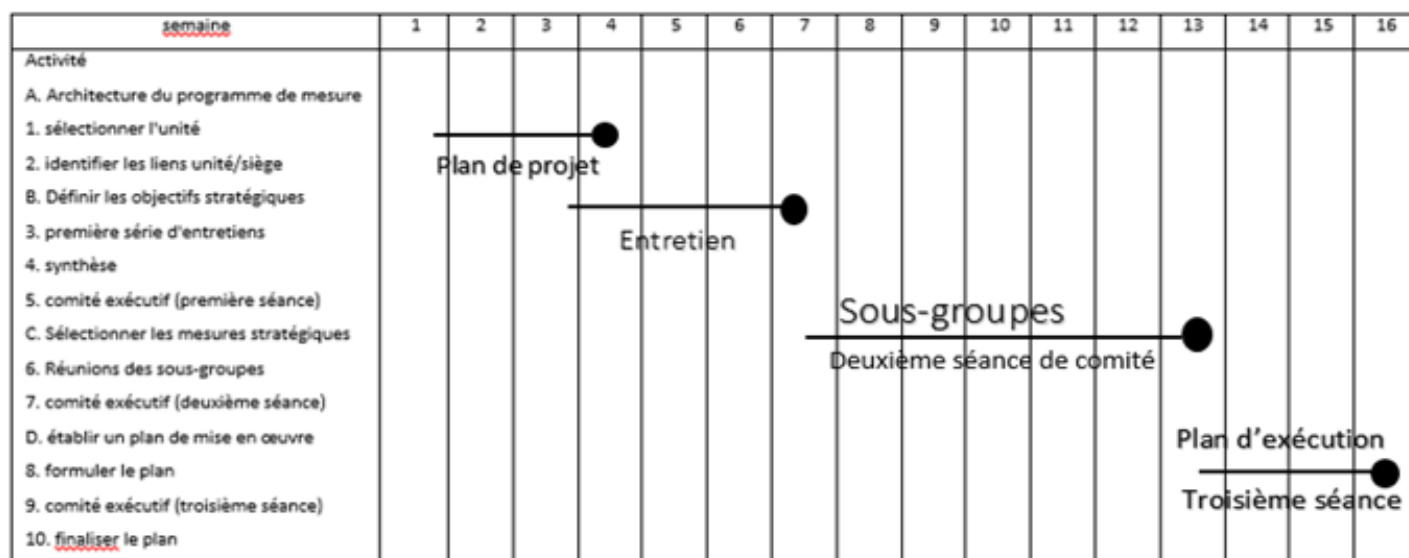 semaine 1 2 3 4 5 6 7 8 9 10 11 12 13 14 15 16
Activité
A. Architecture du programme de mesure
1. sélectionner l'unité
2. identifier les liens unité/siège
Plan de projet
B. Définir les objectifs stratégiques
3. première série d'entretiens
Entretien
4. synthèse
5. comité exécutif (première séance)
Sous-groupes
C. Sélectionner les mesures stratégiques
Deuxième séance de comité
6. Réunions des sous-groupes
7. comité exécutif (deuxième séance)
D. établir un plan de mise en œuvre
Plan d'exécution
8. formuler le plan
9. comité exécutif (troisième séance)
Troisième séance
10. finaliser le plan